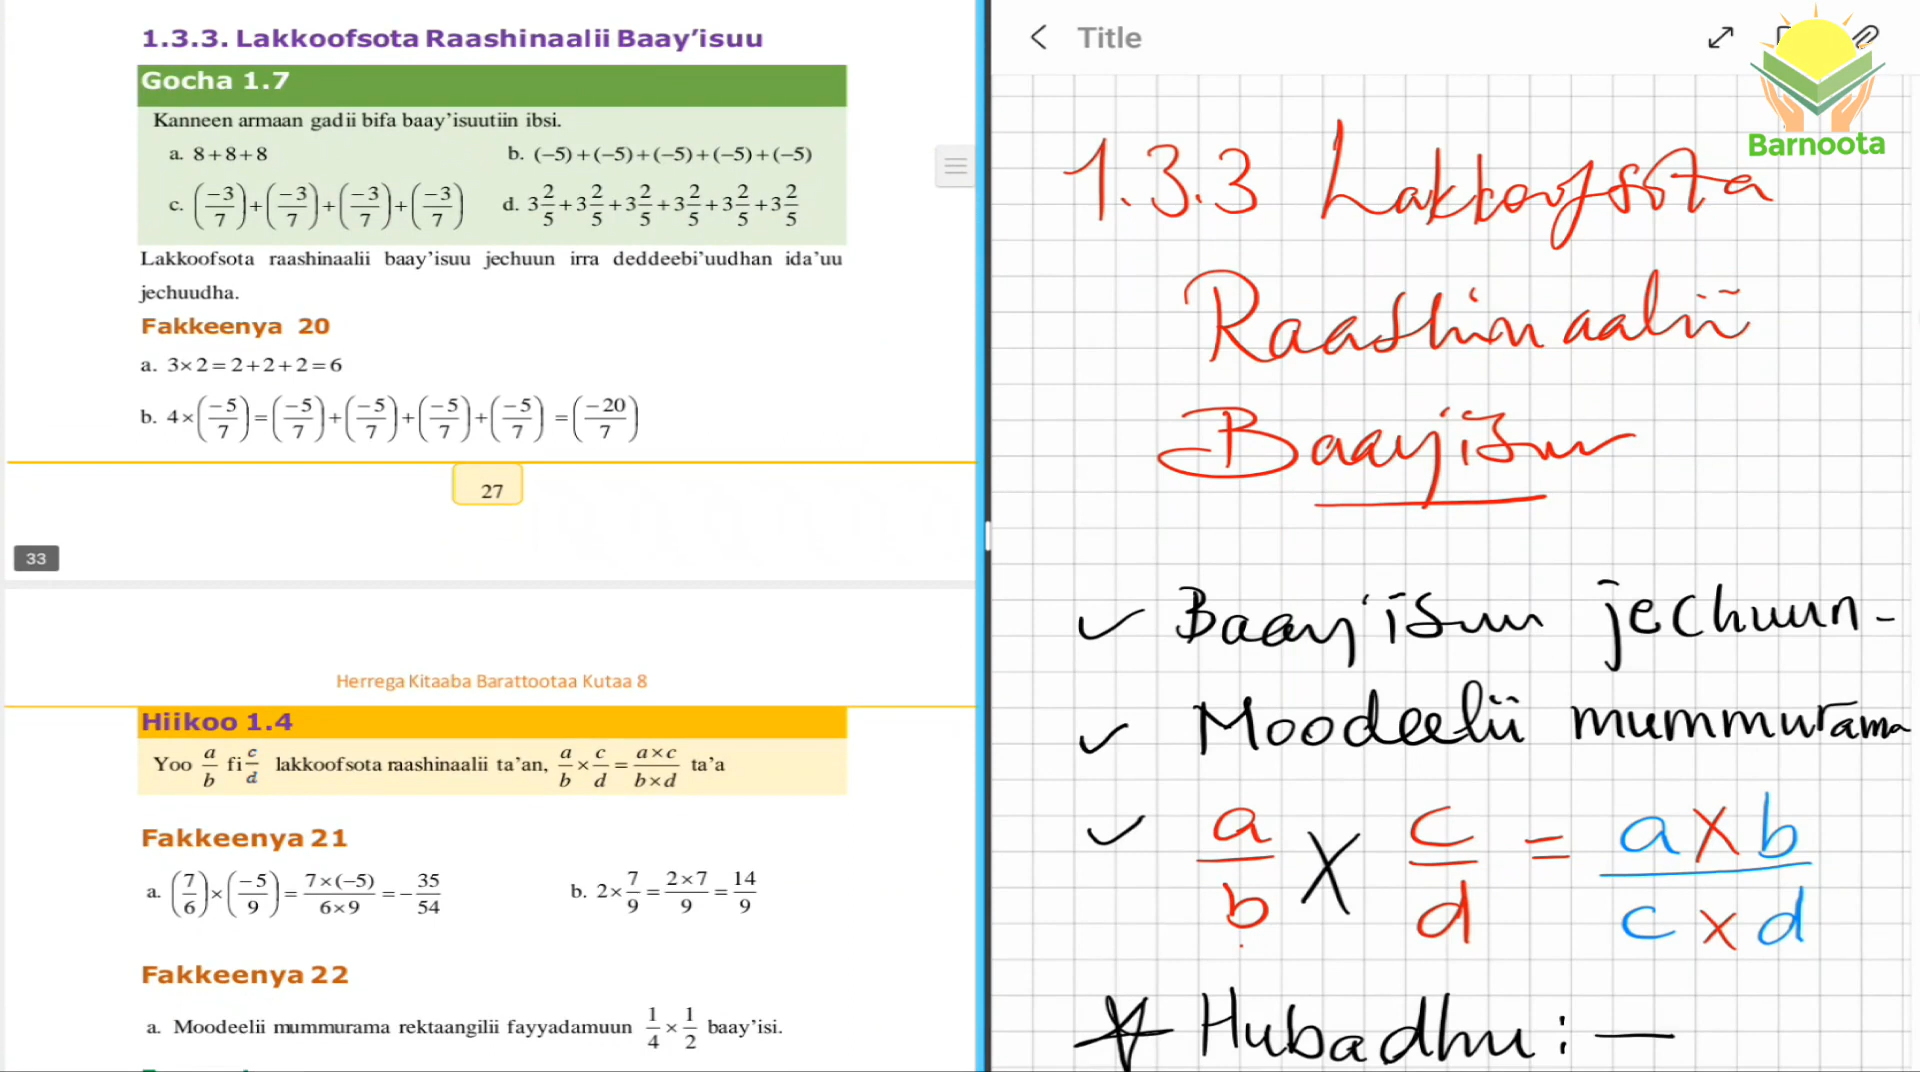 1.3.3. Lakkoofsota Raashinaalii Baay’isuu
Gocha 1.7
Kanneen armaan gadii bifa baay’isuutiin ibsi.
a. 8+8+8
b. (−5)+(−5)+(−5)+(−5)+(−5)
c. (−3/7)+(−3/7)+(−3/7)+(−3/7)
d. 3 2/5+3 2/5+3 2/5+3 2/5+3 2/5+3 2/5
Lakkoofsota raashinaalii baay’isuu jechuun irra deddeebi’uudhan ida’uu
jechuudha.
Fakkeenya 20
a. 3×2=2+2+2=6
b. 4×(−5/7)=(−5/7)+(−5/7)+(−5/7)+(−5/7)=(−20/7)
27
33
Herrega Kitaaba Barattootaa Kutaa 8
Hiikoo 1.4
Yoo a/b fi c/d lakkoofsota raashinaalii ta’an, a/b×c/d=a×c/b×d ta’a
Fakkeenya 21
a. (7/6)×(−5/9)=7×(−5)/6×9=−35/54
b. 2×7/9=2×7/9=14/9
Fakkeenya 22
a. Moodeelii mummurama rektaangilii fayyadamuun 1/4×1/2 baay’isi.
Title
Barnoota
1.3.3 Lakkoofsota
Raashinaalii
Baayisuu
✓ Baay'isuu jechuun-
✓ Moodeelii mummurama
✓ a/b X c/d = a×b/c×d
☆ Hubadhu: —